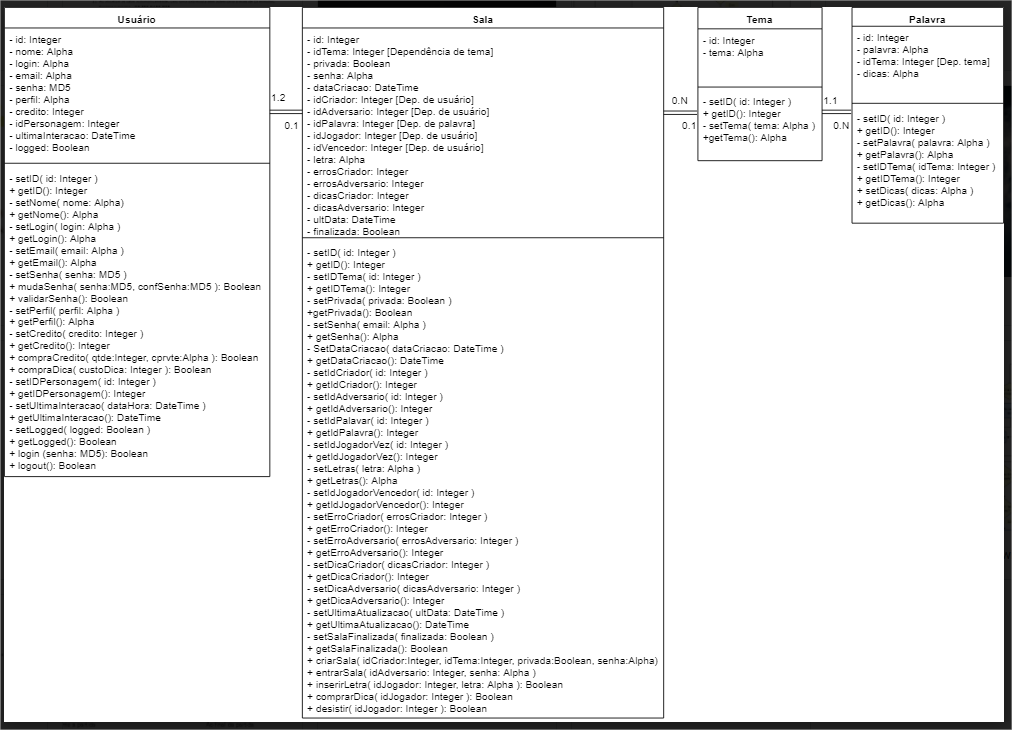 Usuário
- id: Integer
- nome: Alpha
- login: Alpha
- email: Alpha
- senha: MD5
- perfil: Alpha
- credito: Integer
- idPersonagem: Integer
- ultimaInteracao: DateTime
- logged: Boolean
- setID( id: Integer )
+ getID(): Integer
- setNome( nome: Alpha)
+ getNome(): Alpha
- setLogin( login: Alpha )
+ getLogin(): Alpha
- setEmail( email: Alpha )
+ getEmail(): Alpha
- setSenha( senha: MD5 )
+ mudaSenha( senha:MD5, confSenha:MD5 ): Boolean
+ validarSenha(): Boolean
- setPerfil( perfil: Alpha )
+ getPerfil(): Alpha
- setCredito( credito: Integer )
+ getCredito(): Integer
+ compraCredito( qtde:Integer, cprvte:Alpha ): Boolean
+ compraDica( custoDica: Integer ): Boolean
- setIDPersonagem( id: Integer )
+ getIDPersonagem(): Integer
- setUltimaInteracao( dataHora: DateTime )
+ getUltimaInteracao(): DateTime
- setLogged( logged: Boolean )
+ getLogged(): Boolean
+ login (senha: MD5): Boolean
+ logout(): Boolean
1.2
0.1
Sala
- id: Integer
- idTema: Integer [Dependência de tema]
- privada: Boolean
- senha: Alpha
- dataCriacao: DateTime
- idCriador: Integer [Dep. de usuário]
- idAdversario: Integer [Dep. de usuário]
- idPalavra: Integer [Dep. de palavra]
- idJogador: Integer [Dep. de usuário]
- idVencedor: Integer [Dep. de usuário]
- letra: Alpha
- errosCriador: Integer
- errosAdversario: Integer
- dicasCriador: Integer
- dicasAdversario: Integer
- ultData: DateTime
- finalizada: Boolean
- setID( id: Integer )
+ getID(): Integer
- setIDTema( id: Integer )
+ getIDTema(): Integer
- setPrivada( privada: Boolean )
+getPrivada(): Boolean
- setSenha( email: Alpha )
+ getSenha(): Alpha
- SetDataCriacao( dataCriacao: DateTime )
+ getDataCriacao(): DateTime
- setIdCriador( id: Integer )
+ getIdCriador(): Integer
- setIdAdversario( id: Integer )
+ getIdAdversario(): Integer
- setIdPalavar( id: Integer )
+ getIdPalavra(): Integer
- setIdJogadorVez( id: Integer )
+ getIdJogadorVez(): Integer
- setLetras( letra: Alpha )
+ getLetras(): Alpha
- setIdJogadorVencedor( id: Integer )
+ getIdJogadorVencedor(): Integer
- setErroCriador( errosCriador: Integer )
+ getErroCriador(): Integer
- setErroAdversario( errosAdversario: Integer )
+ getErroAdversario(): Integer
- setDicaCriador( dicasCriador: Integer )
+ getDicaCriador(): Integer
- setDicaAdversario( dicasAdversario: Integer )
+ getDicaAdversario(): Integer
- setUltimaAtualizacao( ultData: DateTime )
+ getUltimaAtualizacao(): DateTime
- setSalaFinalizada( finalizada: Boolean )
+ getSalaFinalizada(): Boolean
+ criarSala( idCriador:Integer, idTema:Integer, privada:Boolean, senha:Alpha)
+ entrarSala( idAdversario: Integer, senha: Alpha )
+ inserirLetra( idJogador: Integer, letra: Alpha ): Boolean
+ comprarDica( idJogador: Integer ): Boolean
+ desistir( idJogador: Integer ): Boolean
0.N
0.1
Tema
- id: Integer
- tema: Alpha
- setID( id: Integer )
+ getID(): Integer
- setTema( tema: Alpha )
+getTema(): Alpha
1.1
0.N
Palavra
- id: Integer
- palavra: Alpha
- idTema: Integer [Dep. tema]
- dicas: Alpha
- setID( id: Integer )
+ getID(): Integer
- setPalavra( palavra: Alpha )
+ getPalavra(): Alpha
- setIDTema( idTema: Integer )
+ getIDTema(): Integer
+ setDicas( dicas: Alpha )
+ getDicas(): Alpha